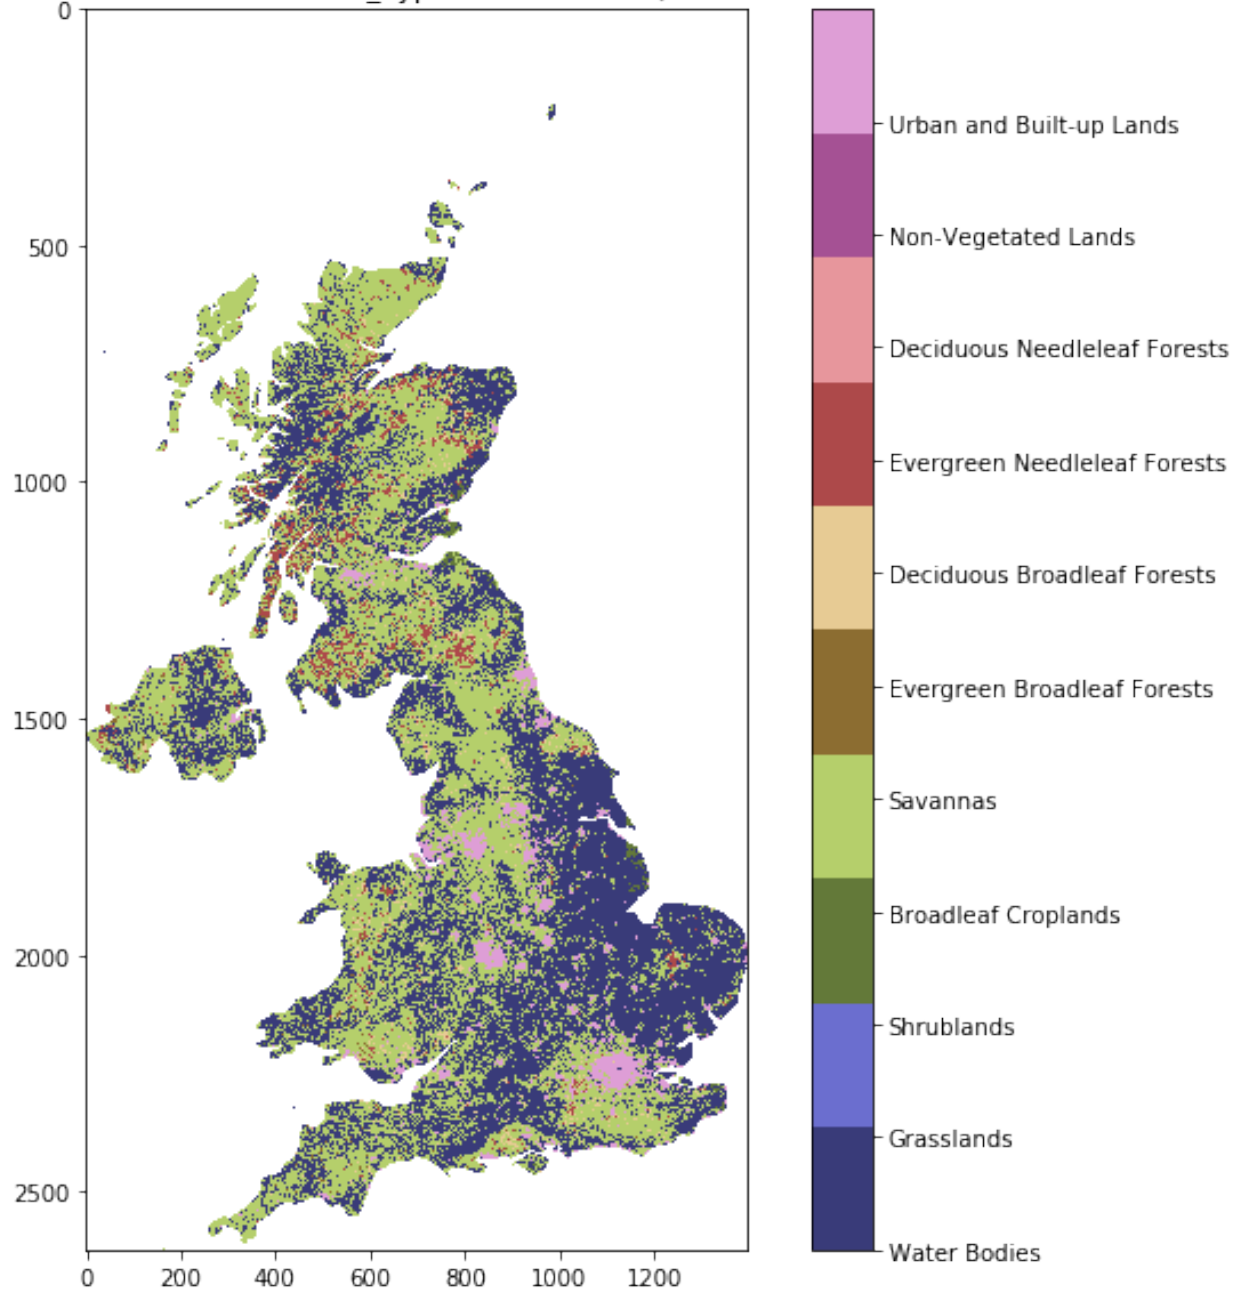 0
500
1000
1500
2000
2500
0 200 400 600 800 1000 1200
Urban and Built-up Lands
Non-Vegetated Lands
Deciduous Needleleaf Forests
Evergreen Needleleaf Forests
Deciduous Broadleaf Forests
Evergreen Broadleaf Forests
Savannas
Broadleaf Croplands
Shrublands
Grasslands
Water Bodies